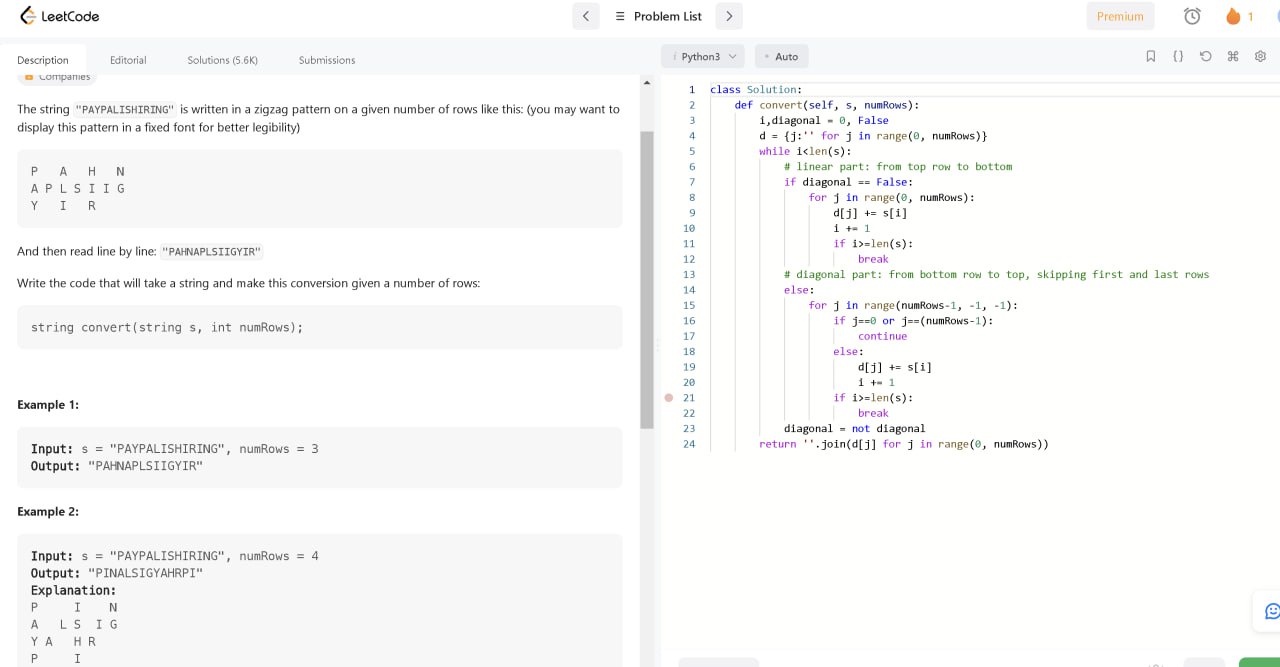 LeetCode
Problem List
Premium
1
Description Editorial Solutions (5.6K) Submissions
Companies
The string "PAYPALISHIRING" is written in a zigzag pattern on a given number of rows like this: (you may want to
display this pattern in a fixed font for better legibility)
P   A   H   N
A P L S I I G
Y   I   R
And then read line by line: "PAHNAPLSIIGYIR"
Write the code that will take a string and make this conversion given a number of rows:
string convert(string s, int numRows);
Example 1:
Input: s = "PAYPALISHIRING", numRows = 3
Output: "PAHNAPLSIIGYIR"
Example 2:
Input: s = "PAYPALISHIRING", numRows = 4
Output: "PINALSIGYAHRPI"
Explanation:
P     I    N
A   L S  I G
Y A   H R
P     I
i Python3
Auto
{}
1 class Solution:
2     def convert(self, s, numRows):
3         i,diagonal = 0, False
4         d = {j:'' for j in range(0, numRows)}
5         while i<len(s):
6             # linear part: from top row to bottom
7             if diagonal == False:
8                 for j in range(0, numRows):
9                     d[j] += s[i]
10                     i += 1
11                     if i>=len(s):
12                         break
13             # diagonal part: from bottom row to top, skipping first and last rows
14             else:
15                 for j in range(numRows-1, -1, -1):
16                     if j==0 or j==(numRows-1):
17                         continue
18                     else:
19                         d[j] += s[i]
20                         i += 1
21                     if i>=len(s):
22                         break
23             diagonal = not diagonal
24         return ''.join(d[j] for j in range(0, numRows))